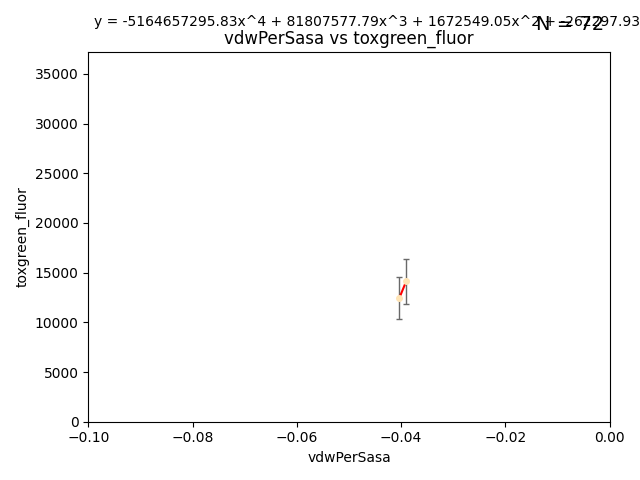 y = -5164657295.83x^4 + 81807577.79x^3 + 1672549.05x^2 + -262297.93
N = 72
vdwPerSasa vs toxgreen_fluor
35000
30000
25000
20000
15000
10000
5000
0
toxgreen_fluor
−0.10 −0.08 −0.06 −0.04 −0.02 0.00
vdwPerSasa